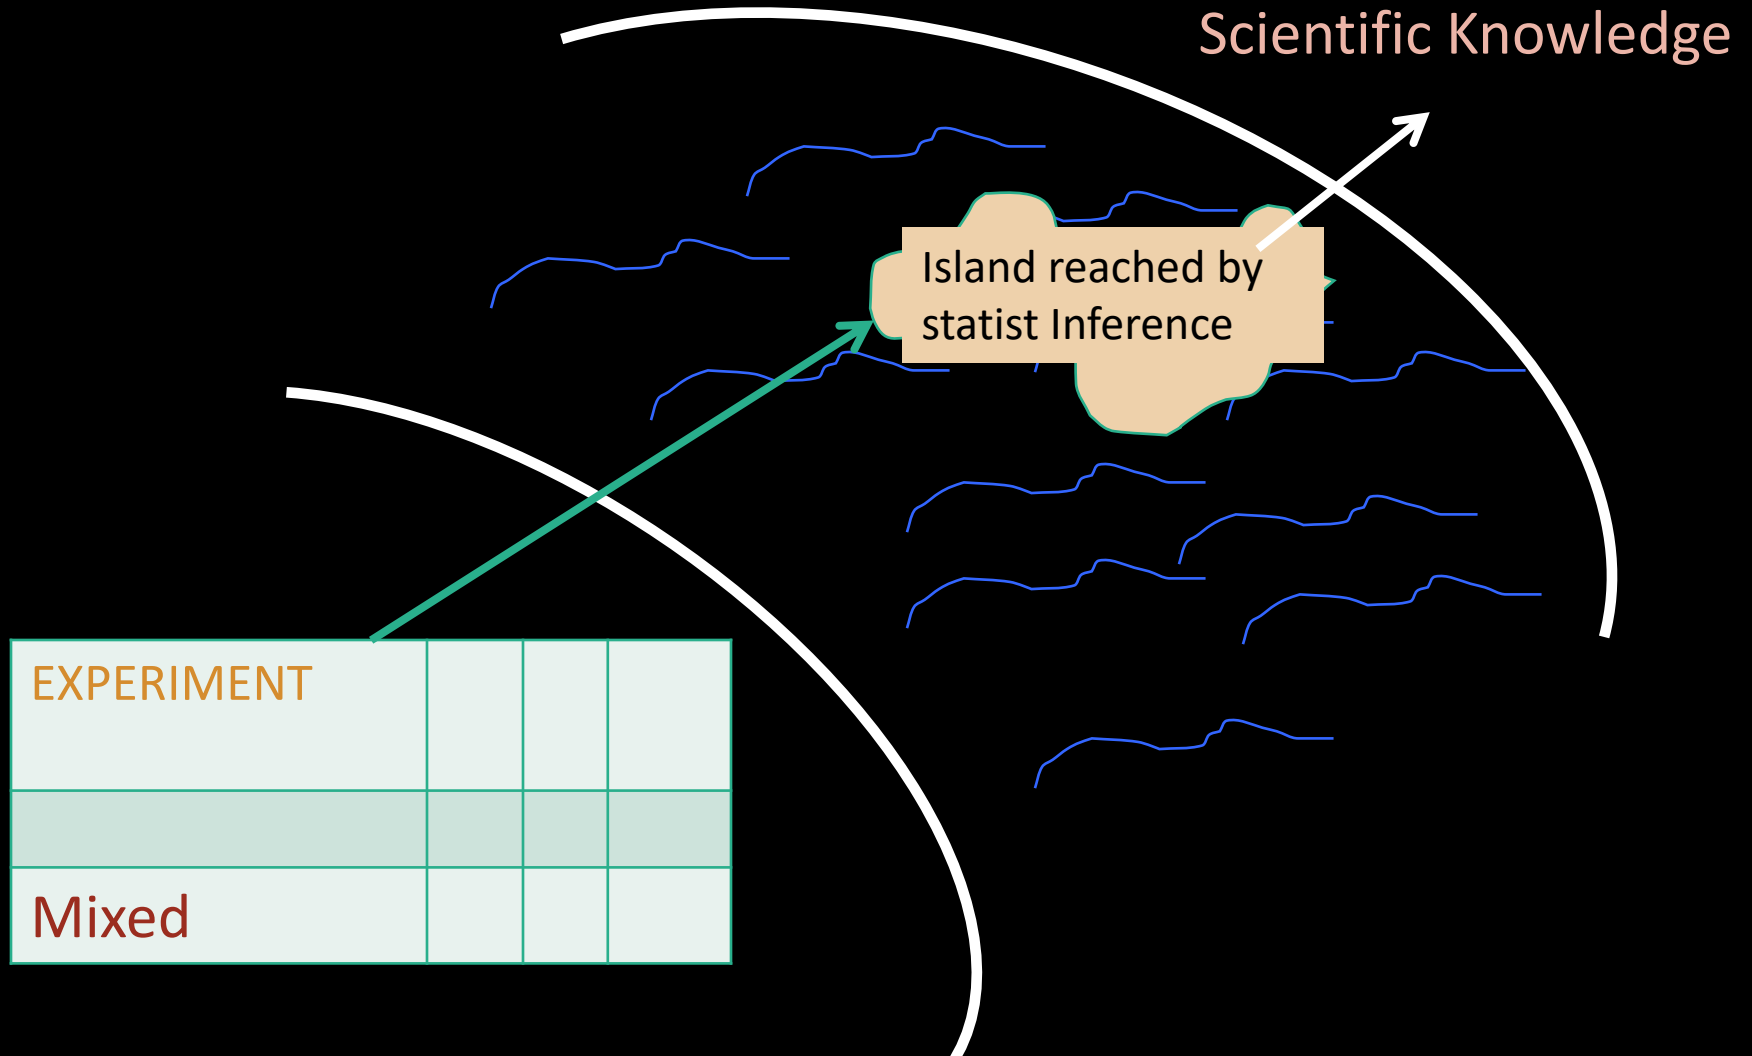 Scientific Knowledge
Island reached by
statist Inference
EXPERIMENT
Mixed